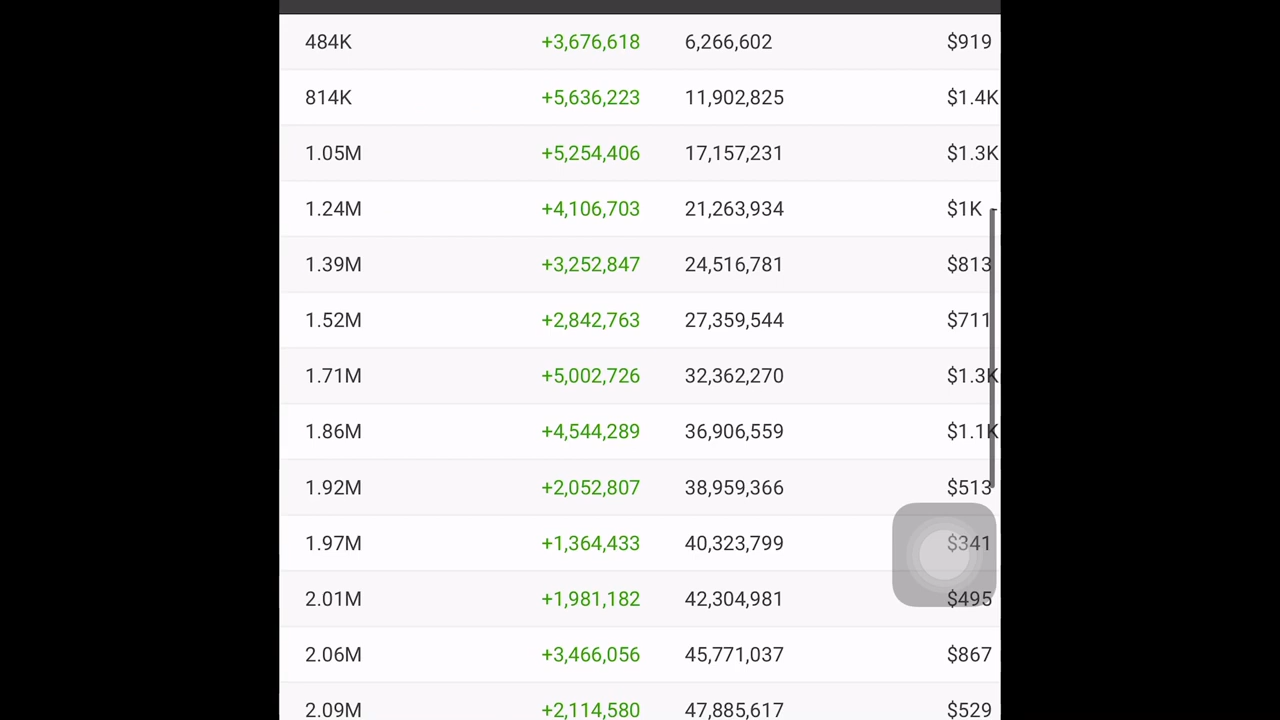 484K +3,676,618 6,266,602 $919
814K +5,636,223 11,902,825 $1.4K
1.05M +5,254,406 17,157,231 $1.3K
1.24M +4,106,703 21,263,934 $1K -
1.39M +3,252,847 24,516,781 $813
1.52M +2,842,763 27,359,544 $711
1.71M +5,002,726 32,362,270 $1.3K
1.86M +4,544,289 36,906,559 $1.1K
1.92M +2,052,807 38,959,366 $513
1.97M +1,364,433 40,323,799 $341
2.01M +1,981,182 42,304,981 $495
2.06M +3,466,056 45,771,037 $867
2.09M +2,114,580 47,885,617 $529